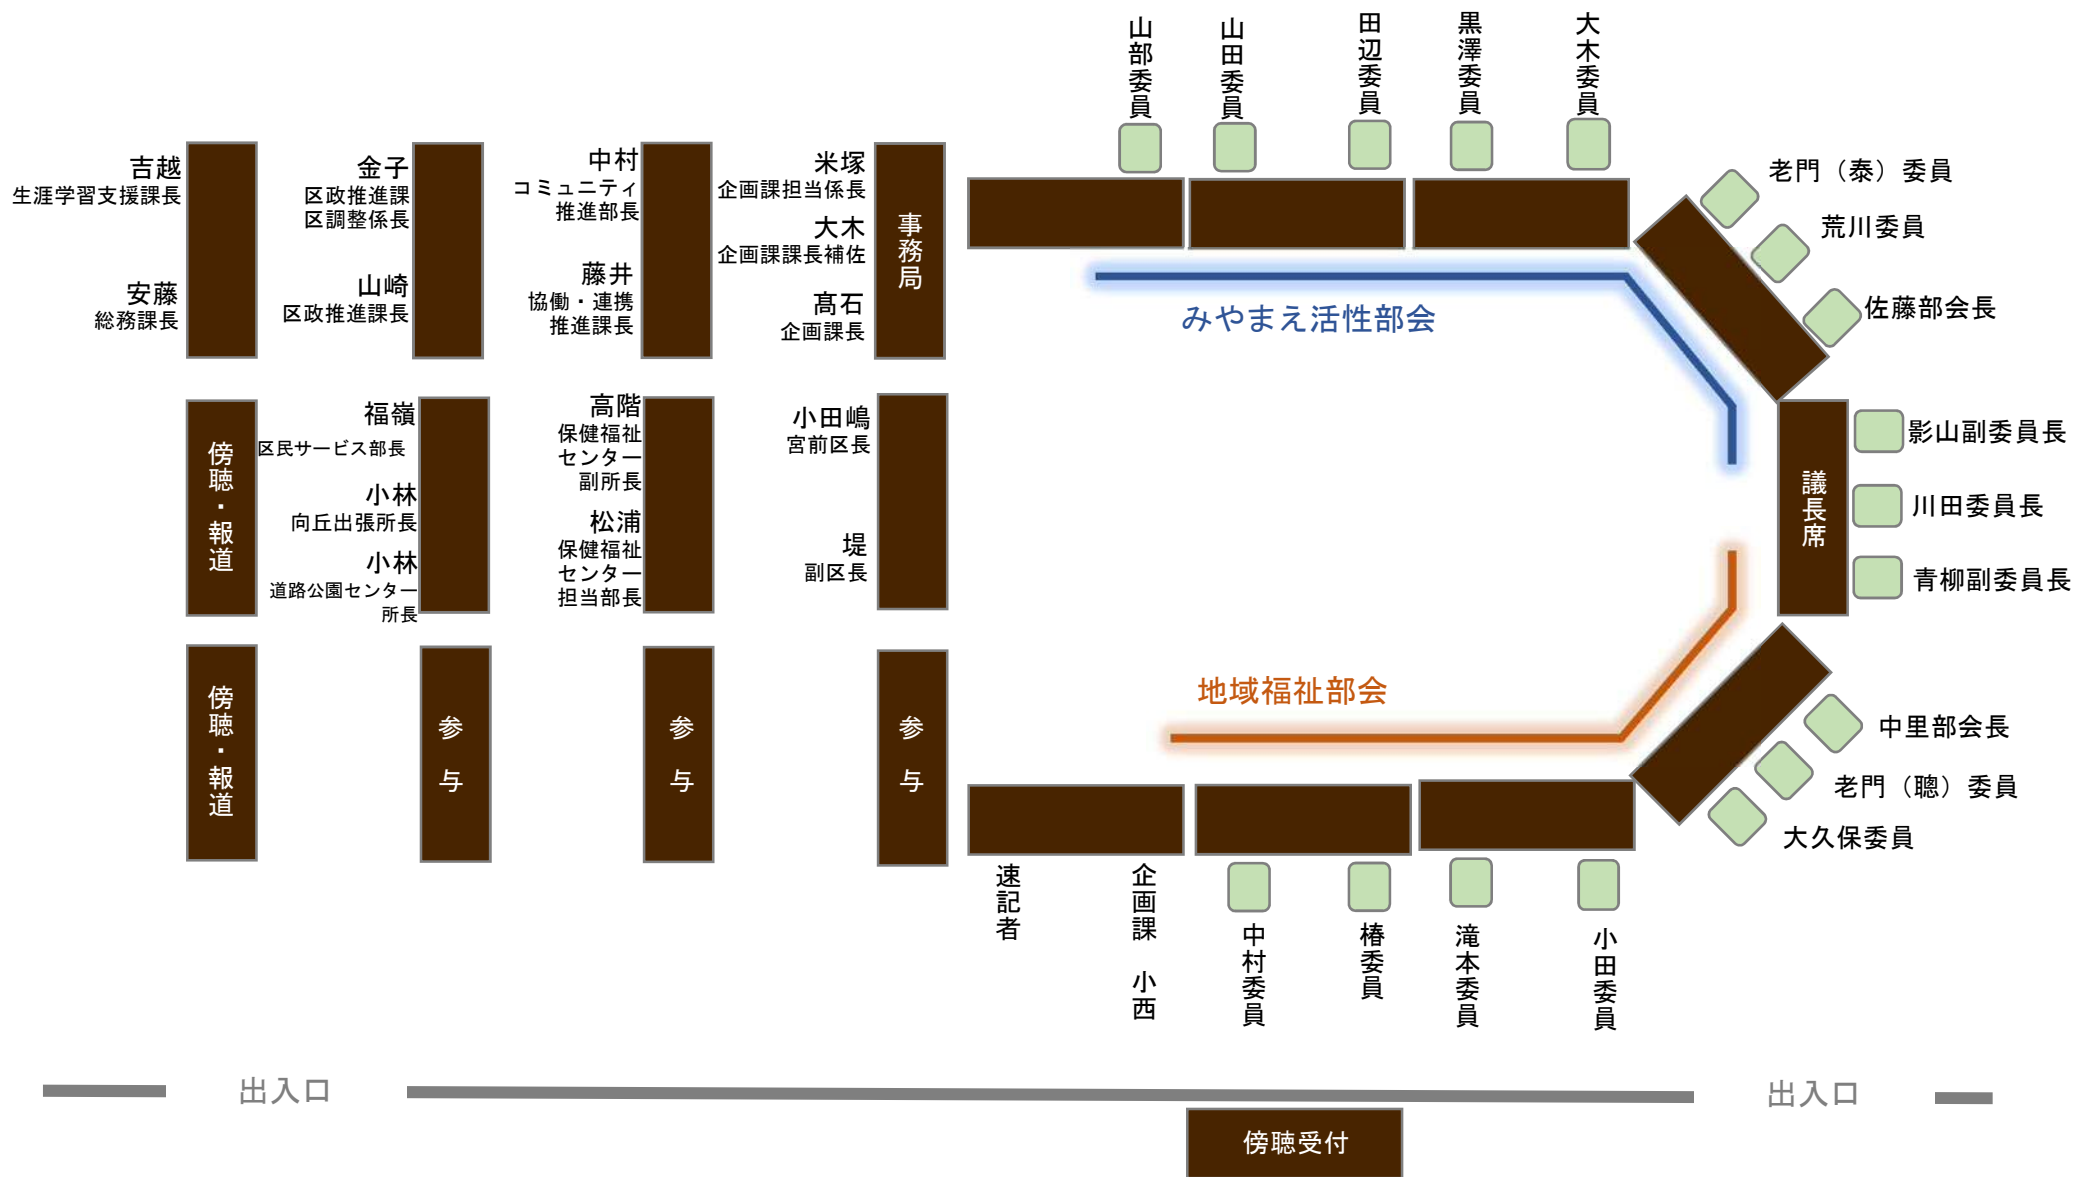 山部委員
山田委員
田辺委員
黒澤委員
大木委員
老門（泰）委員
荒川委員
佐藤部会長
影山副委員長
川田委員長
青柳副委員長
議長席
中里部会長
老門（聰）委員
大久保委員
みやまえ活性部会
地域福祉部会
吉越
生涯学習支援課長
安藤
総務課長
金子
区政推進課
区調整係長
山崎
区政推進課長
中村
コミュニティ
推進部長
藤井
協働・連携
推進課長
米塚
企画課担当係長
大木
企画課課長補佐
髙石
企画課長
事務局
傍聴・報道
福嶺
区民サービス部長
小林
向丘出張所長
小林
道路公園センター
所長
高階
保健福祉
センター
副所長
松浦
保健福祉
センター
担当部長
小田嶋
宮前区長
堤
副区長
傍聴・報道
参与
参与
参与
速記者
企画課　小西
中村委員
椿委員
滝本委員
小田委員
出入口
出入口
傍聴受付